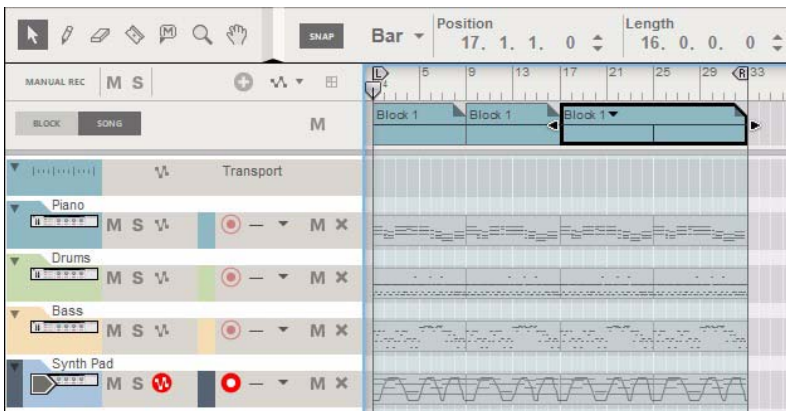 SNAP
Bar
Position
17. 1. 1. 0
Length
16. 0. 0. 0
MANUAL REC M S
L 5 9 13 17 21 25 29 R 33
4
BLOCK SONG M
Block 1 Block 1 Block 1
Transport
Piano
M S M
Drums
M S M
Bass
M S M
Synth Pad
M S M